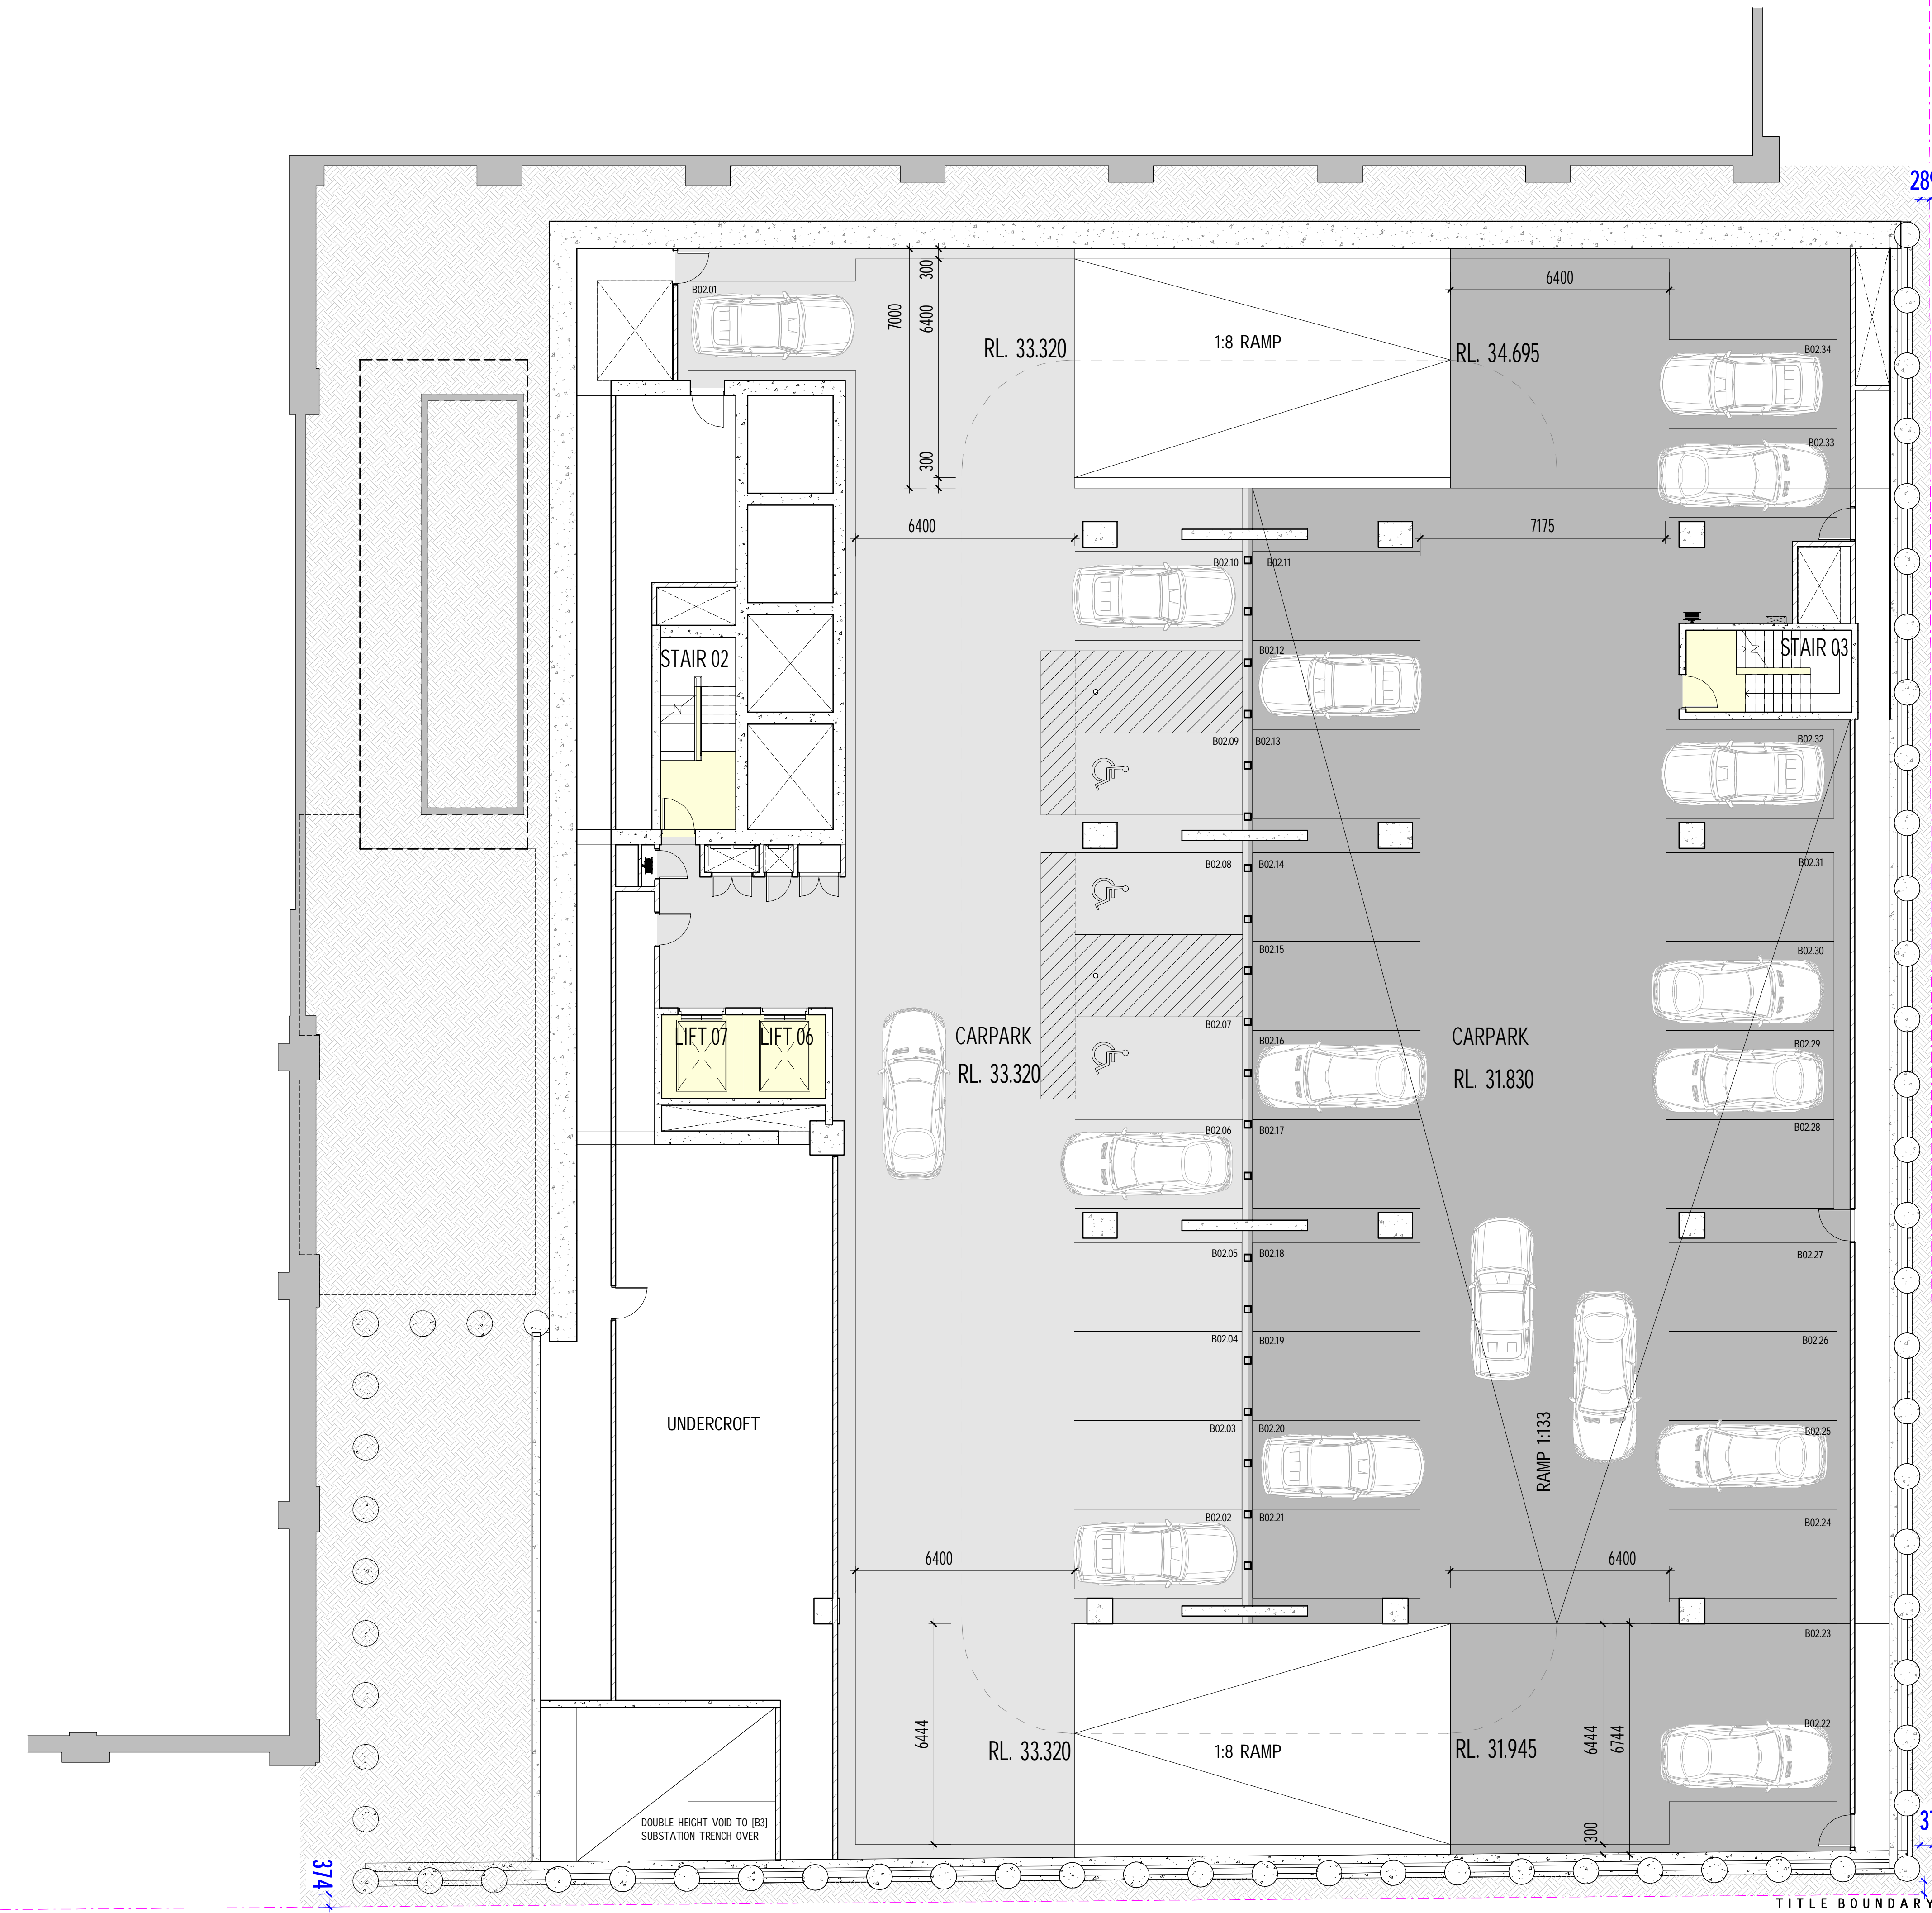 289
B02.01
300
6400
7000
300
RL. 33.320
1:8 RAMP
RL. 34.695
6400
B02.34
B02.33
6400
7175
B02.10
B02.11
STAIR 02
B02.12
STAIR 03
B02.09
B02.13
B02.32
B02.08
B02.14
B02.31
B02.15
B02.30
LIFT 07
LIFT 06
CARPARK
RL. 33.320
B02.07
B02.16
CARPARK
RL. 31.830
B02.29
B02.06
B02.17
B02.28
B02.05
B02.18
B02.27
B02.04
B02.19
B02.26
UNDERCROFT
B02.03
B02.20
RAMP 1:133
B02.25
B02.02
B02.21
B02.24
6400
6400
B02.23
6444
RL. 33.320
1:8 RAMP
RL. 31.945
6444
6744
B02.22
300
DOUBLE HEIGHT VOID TO [B3]
SUBSTATION TRENCH OVER
374
TITLE BOUNDARY